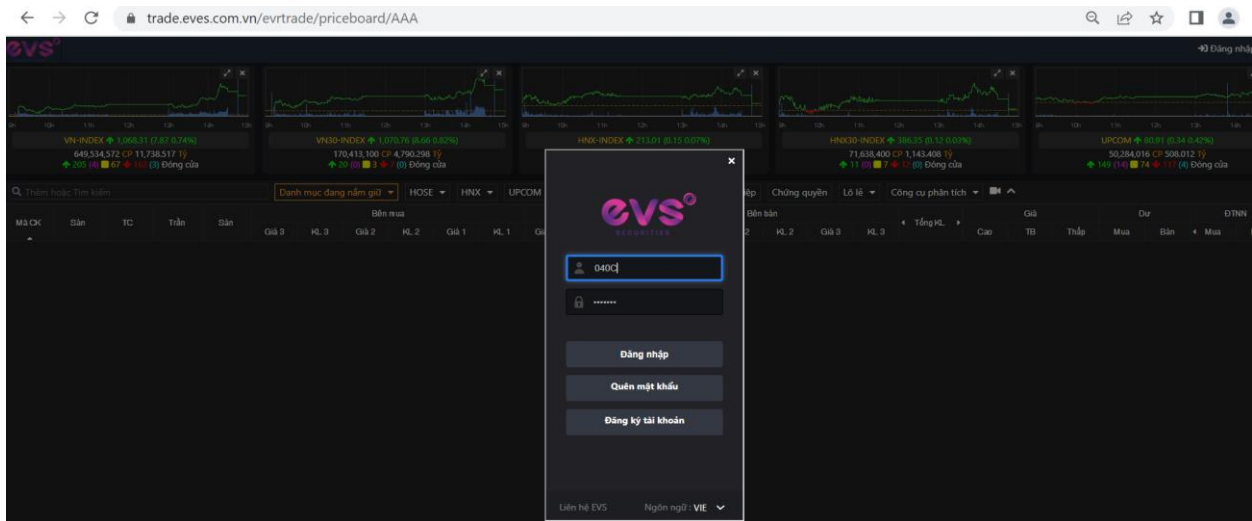 trade.eves.com.vn/evrtrade/priceboard/AAA
evs
Đăng nhập
VN-INDEX 1,068.31 (7.87 0.74%)
649,534,572 CP 11,738.517 Tỷ
205 (4) 67 (3) Đóng cửa
VN30-INDEX 1,070.76 (8.66 0.82%)
170,413,100 CP 4,790.298 Tỷ
20 (0) 3 7 (0) Đóng cửa
HNX-INDEX 213.01 (0.15 0.07%)
HNX30-INDEX 386.35 (0.12 0.03%)
71,638,400 CP 1,143.408 Tỷ
11 (0) 7 12 (0) Đóng cửa
UPCOM 80.91 (0.34 0.42%)
50,284,016 CP 508.012 Tỷ
149 (14) 74 117 (4) Đóng cửa
Thêm hoặc Tìm kiếm Danh mục đang nắm giữ HOSE HNX UPCOM Chứng quyền Lô lẻ Công cụ phân tích
Bên mua Bên bán Giá Dư ĐTNN
Mã CK Sàn TC Trần Sàn Giá 3 KL 3 Giá 2 KL 2 Giá 1 KL 1 KL 2 Giá 3 KL 3 Tổng KL Cao TB Thấp Mua Bán Mua
evs
SECURITIES
040C
•••••••
Đăng nhập
Quên mật khẩu
Đăng ký tài khoản
Liên hệ EVS Ngôn ngữ : VIE